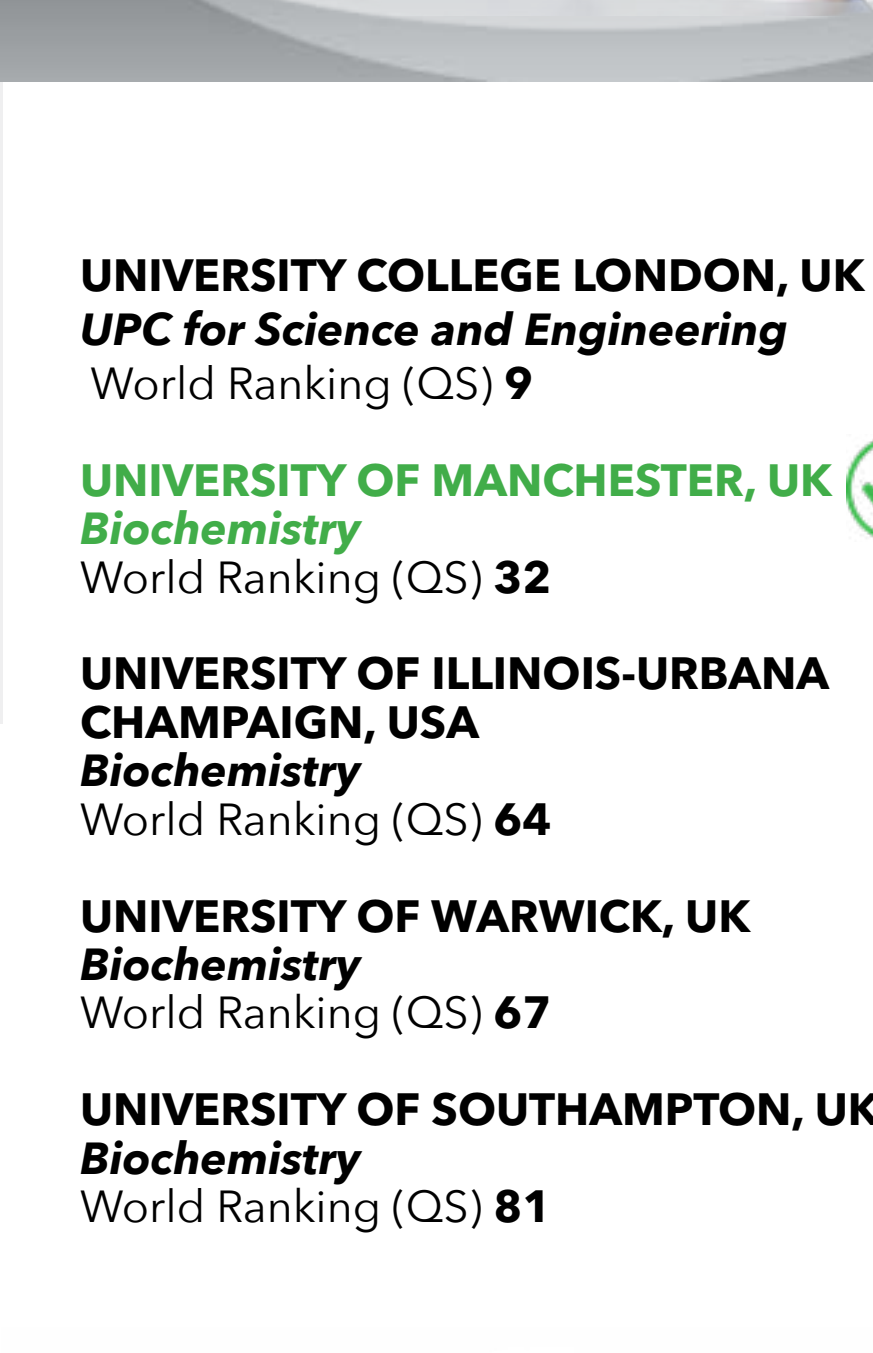 UNIVERSITY COLLEGE LONDON, UK
UPC for Science and Engineering
World Ranking (QS) 9
UNIVERSITY OF MANCHESTER, UK
Biochemistry
World Ranking (QS) 32
UNIVERSITY OF ILLINOIS-URBANA
CHAMPAIGN, USA
Biochemistry
World Ranking (QS) 64
UNIVERSITY OF WARWICK, UK
Biochemistry
World Ranking (QS) 67
UNIVERSITY OF SOUTHAMPTON, UK
Biochemistry
World Ranking (QS) 81